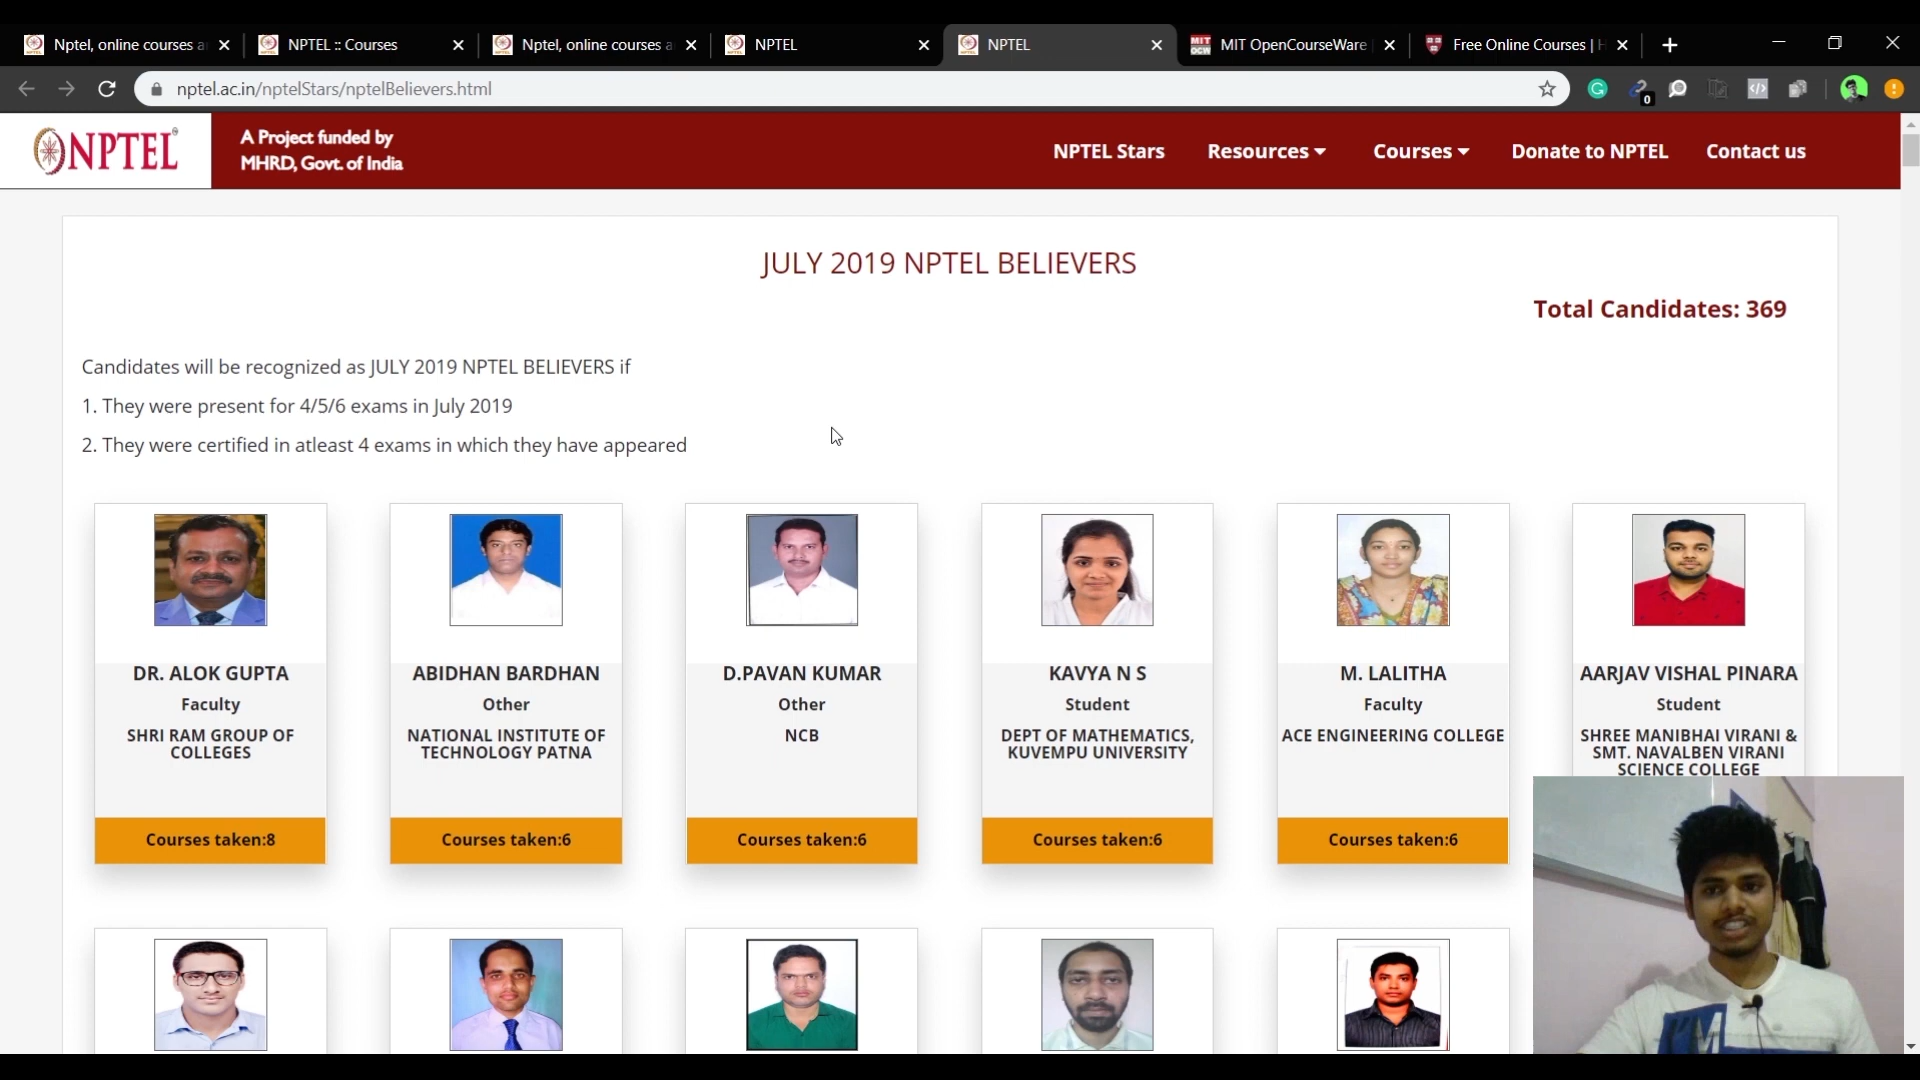 Nptel, online courses a
NPTEL :: Courses
Nptel, online courses a
NPTEL
NPTEL
MIT OpenCourseWare
Free Online Courses | H
nptel.ac.in/nptelStars/nptelBelievers.html
0
NPTEL
A Project funded by
MHRD, Govt. of India
NPTEL Stars
Resources
Courses
Donate to NPTEL
Contact us
JULY 2019 NPTEL BELIEVERS
Total Candidates: 369
Candidates will be recognized as JULY 2019 NPTEL BELIEVERS if
1. They were present for 4/5/6 exams in July 2019
2. They were certified in atleast 4 exams in which they have appeared
DR. ALOK GUPTA
Faculty
SHRI RAM GROUP OF
COLLEGES
Courses taken:8
ABIDHAN BARDHAN
Other
NATIONAL INSTITUTE OF
TECHNOLOGY PATNA
Courses taken:6
D.PAVAN KUMAR
Other
NCB
Courses taken:6
KAVYA N S
Student
DEPT OF MATHEMATICS,
KUVEMPU UNIVERSITY
Courses taken:6
M. LALITHA
Faculty
ACE ENGINEERING COLLEGE
Courses taken:6
AARJAV VISHAL PINARA
Student
SHREE MANIBHAI VIRANI &
SMT. NAVALBEN VIRANI
SCIENCE COLLEGE